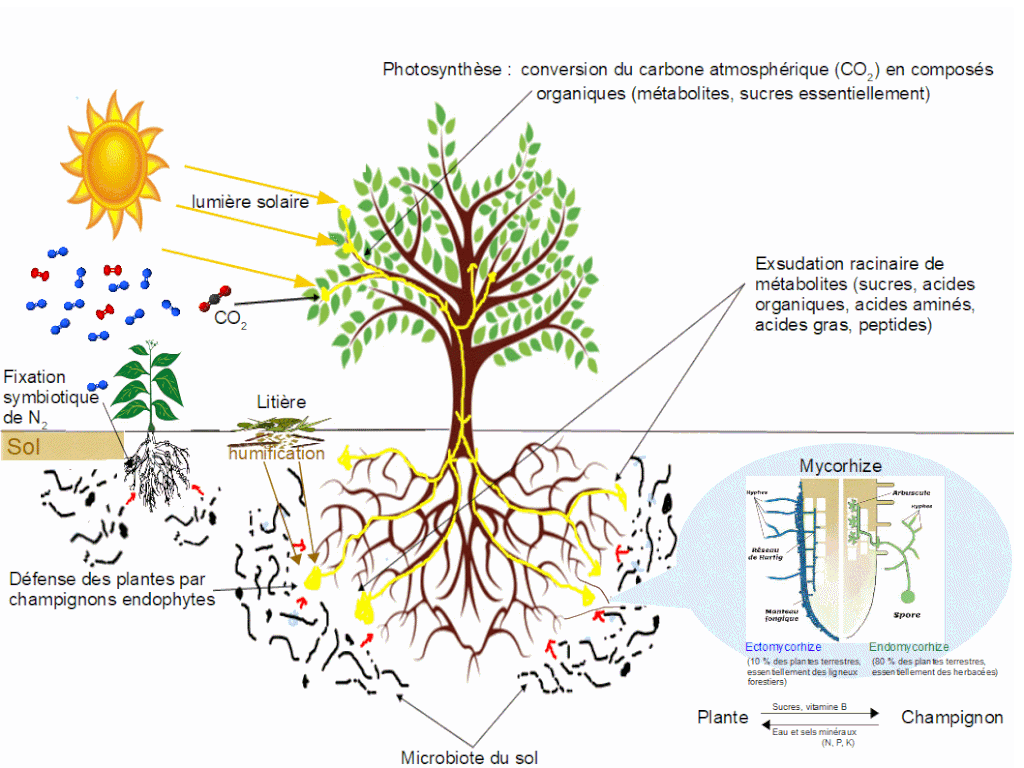 Photosynthèse : conversion du carbone atmosphérique (CO2) en composés
organiques (métabolites, sucres essentiellement)
lumière solaire
CO2
Exsudation racinaire de
métabolites (sucres, acides
organiques, acides aminés,
acides gras, peptides)
Fixation
symbiotique
de N2
Litière
Sol
humification
Mycorhize
Hyphes
Réseau
de Hartig
Manteau
fongique
Arbuscule
Hyphes
Spore
Défense des plantes par
champignons endophytes
Ectomycorhize
(10 % des plantes terrestres,
essentiellement des ligneux
forestiers)
Endomycorhize
(80 % des plantes terrestres,
essentiellement des herbacées)
Plante
Sucres, vitamine B
Champignon
Eau et sels minéraux
(N, P, K)
Microbiote du sol